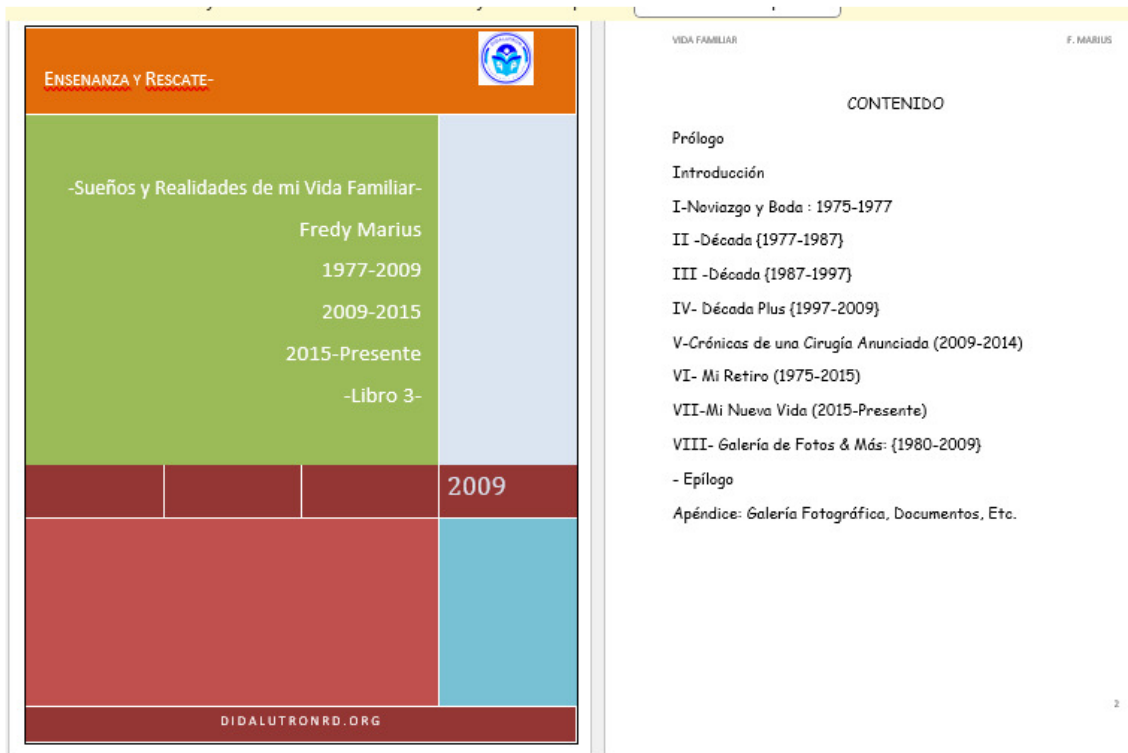 ENSENANZA Y RESCATE-
-Sueños y Realidades de mi Vida Familiar-
Fredy Marius
1977-2009
2009-2015
2015-Presente
-Libro 3-
2009
DIDALUTRONRD.ORG
VIDA FAMILIAR
F. MARIUS
CONTENIDO
Prólogo
Introducción
I-Noviazgo y Boda : 1975-1977
II -Década {1977-1987}
III -Década {1987-1997}
IV- Década Plus {1997-2009}
V-Crónicas de una Cirugía Anunciada (2009-2014)
VI- Mi Retiro (1975-2015)
VII-Mi Nueva Vida (2015-Presente)
VIII- Galería de Fotos & Más: {1980-2009}
- Epílogo
Apéndice: Galería Fotográfica, Documentos, Etc.
2